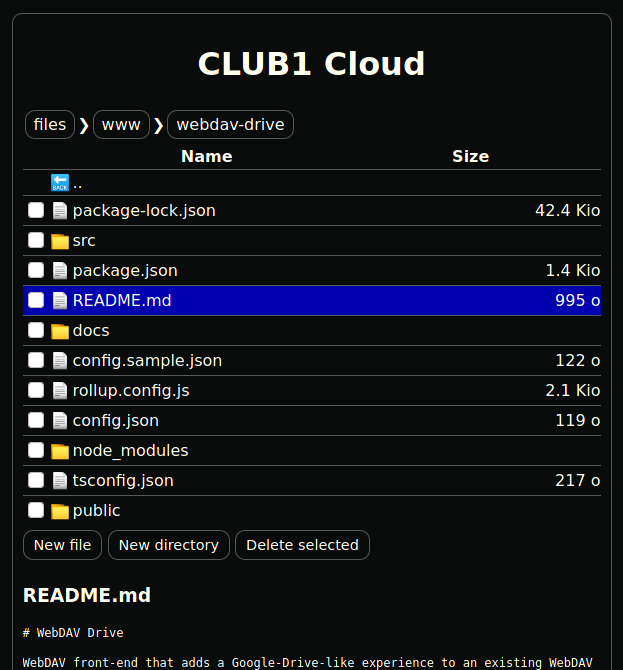 CLUB1 Cloud
files ❯ www ❯ webdav-drive
Name Size
BACK ..
package-lock.json 42.4 Kio
src
package.json 1.4 Kio
README.md 995 o
docs
config.sample.json 122 o
rollup.config.js 2.1 Kio
config.json 119 o
node_modules
tsconfig.json 217 o
public
New file New directory Delete selected
README.md
# WebDAV Drive
WebDAV front-end that adds a Google-Drive-like experience to an existing WebDAV